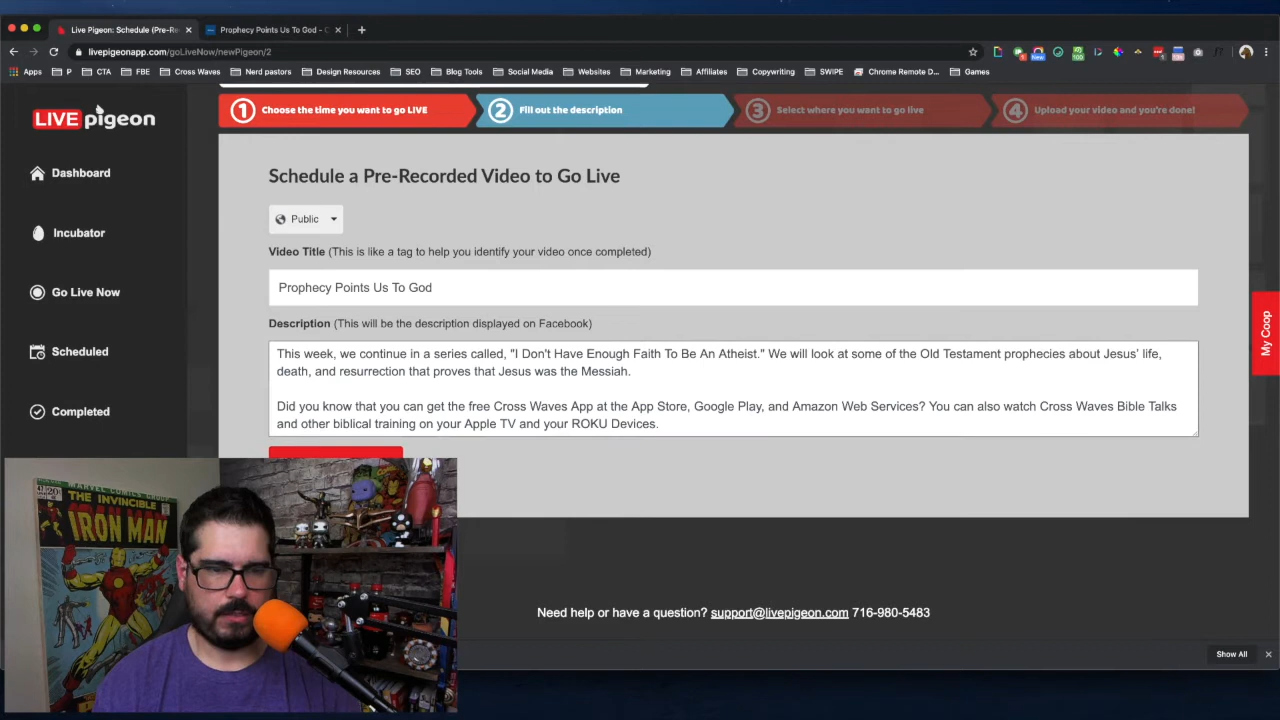 Live Pigeon: Schedule (Pre-Re
Prophecy Points Us To God - C
livepigeonapp.com/goLiveNow/newPigeon/2
Apps
P
CTA
FBE
Cross Waves
Nerd pastors
Design Resources
SEO
Blog Tools
Social Media
Websites
Marketing
Affiliates
Copywriting
SWIPE
Chrome Remote D...
Games
LIVE pigeon
1 Choose the time you want to go LIVE
2 Fill out the description
3 Select where you want to go live
4 Upload your video and you're done!
Dashboard
Incubator
Go Live Now
Scheduled
Completed
Schedule a Pre-Recorded Video to Go Live
Public
Video Title (This is like a tag to help you identify your video once completed)
Prophecy Points Us To God
Description (This will be the description displayed on Facebook)
This week, we continue in a series called, "I Don't Have Enough Faith To Be An Atheist." We will look at some of the Old Testament prophecies about Jesus' life,
death, and resurrection that proves that Jesus was the Messiah.
Did you know that you can get the free Cross Waves App at the App Store, Google Play, and Amazon Web Services? You can also watch Cross Waves Bible Talks
and other biblical training on your Apple TV and your ROKU Devices.
My Coop
MARVEL COMICS GROUP
THE INVINCIBLE
IRON MAN
Need help or have a question? support@livepigeon.com 716-980-5483
Show All